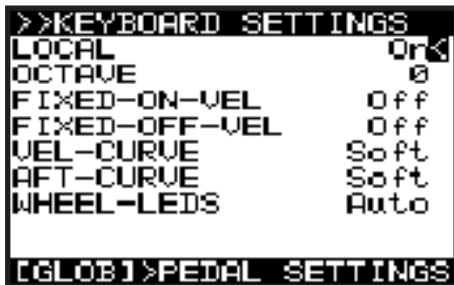 >>KEYBOARD SETTINGS
LOCAL On<
OCTAVE 0
FIXED-ON-VEL Off
FIXED-OFF-VEL Off
VEL-CURVE Soft
AFT-CURVE Soft
WHEEL-LEDS Auto
[GLOB]>PEDAL SETTINGS